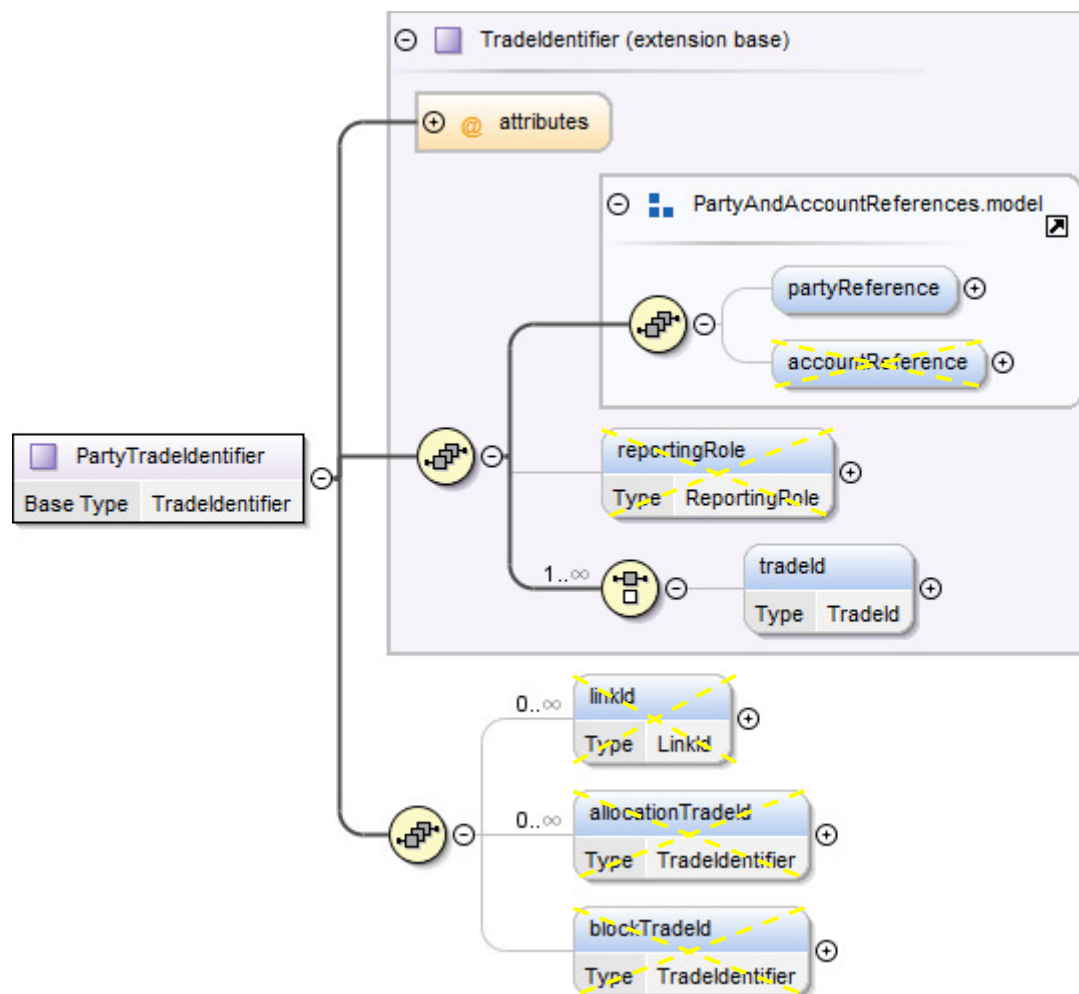 TradeIdentifier (extension base)
@ attributes
PartyAndAccountReferences.model
partyReference
accountReference
PartyTradeIdentifier
Base Type TradeIdentifier
reportingRole
Type ReportingRole
1..∞
tradeId
Type TradeId
0..∞
linkId
Type LinkId
0..∞
allocationTradeId
Type TradeIdentifier
blockTradeId
Type TradeIdentifier